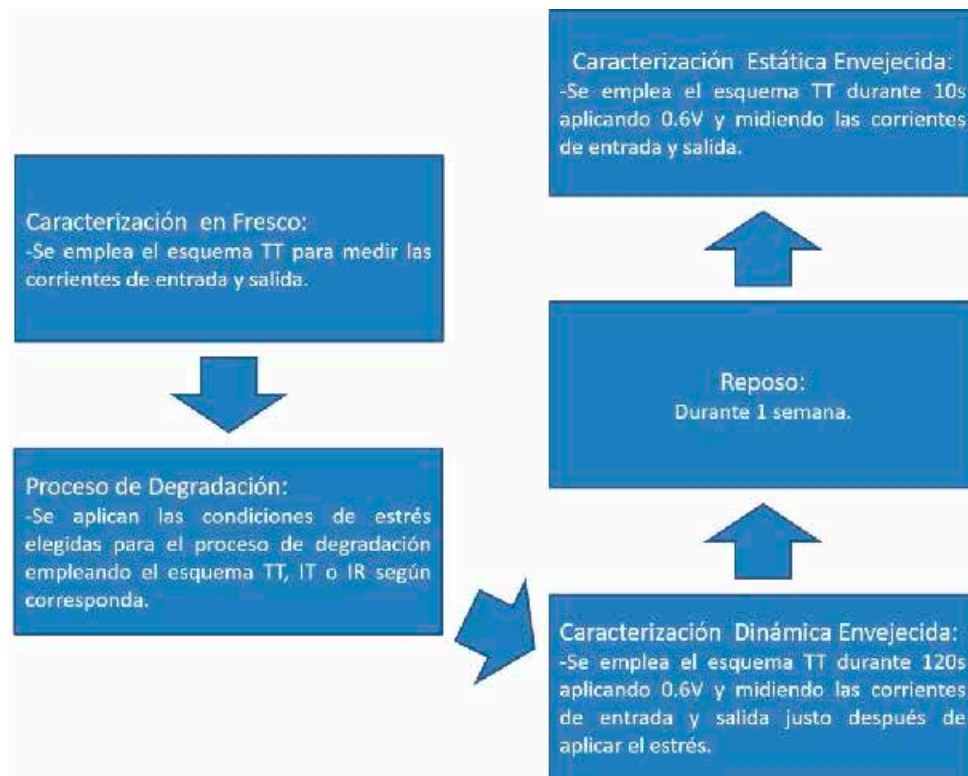 Caracterización en Fresco:
-Se emplea el esquema TT para medir las
corrientes de entrada y salida.
Proceso de Degradación:
-Se aplican las condiciones de estrés
elegidas para el proceso de degradación
empleando el esquema TT, IT o IR según
corresponda.
Caracterización Dinámica Envejecida:
-Se emplea el esquema TT durante 120s
aplicando 0.6V y midiendo las corrientes
de entrada y salida justo después de
aplicar el estrés.
Reposo:
Durante 1 semana.
Caracterización Estática Envejecida:
-Se emplea el esquema TT durante 10s
aplicando 0.6V y midiendo las corrientes
de entrada y salida.